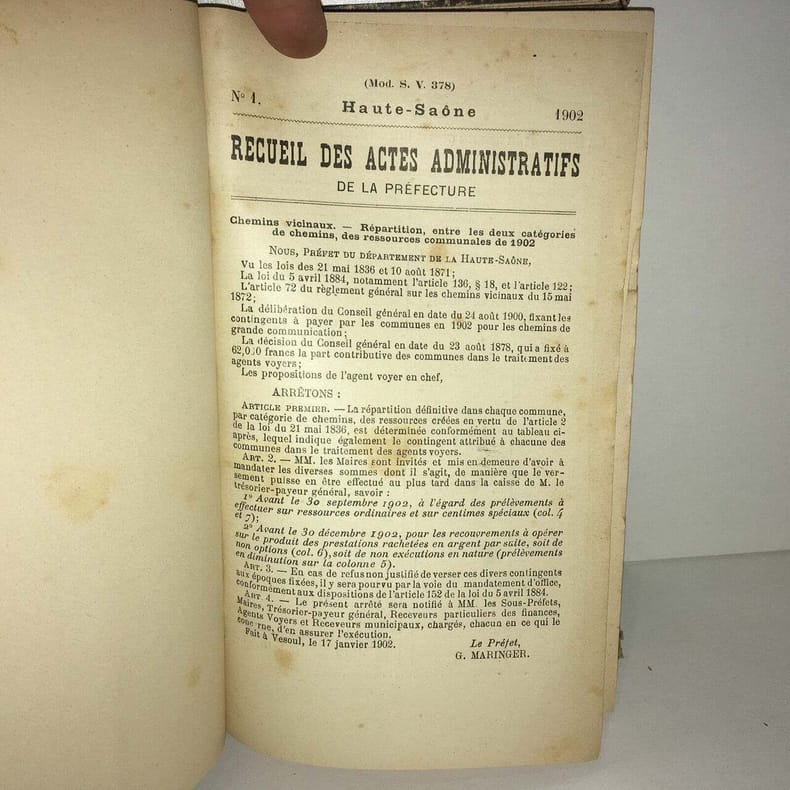 (Mod. S. V. 378)
N° 1.
Haute-Saône
1902
RECUEIL DES ACTES ADMINISTRATIFS
DE LA PRÉFECTURE
Chemins vicinaux. — Répartition, entre les deux catégories
de chemins, des ressources communales de 1902
NOUS, PRÉFET DU DÉPARTEMENT DE LA HAUTE-SAÔNE,
Vu les lois des 21 mai 1836 et 10 août 1871;
La loi du 5 avril 1884, notamment l'article 136, § 18, et l'article 122;
L'article 72 du règlement général sur les chemins vicinaux du 15 mai
1872;
La délibération du Conseil général en date du 24 août 1900, fixant les
contingents à payer par les communes en 1902 pour les chemins de
grande communication;
La décision du Conseil général en date du 23 août 1878, qui a fixé à
62,000 francs la part contributive des communes dans le traitement des
agents voyers;
Les propositions de l'agent voyer en chef,
ARRÊTONS :
ARTICLE PREMIER. — La répartition définitive dans chaque commune,
par catégorie de chemins, des ressources créées en vertu de l'article 2
de la loi du 21 mai 1836, est déterminée conformément au tableau ci-
après, lequel indique également le contingent attribué à chacune des
communes dans le traitement des agents voyers.
ART. 2. — MM. les Maires sont invités et mis en demeure d'avoir à
mandater les diverses sommes dont il s'agit, de manière que le ver-
sement puisse en être effectué au plus tard dans la caisse de M. le
trésorier-payeur général, savoir :
1° Avant le 30 septembre 1902, à l'égard des prélèvements à
effectuer sur ressources ordinaires et sur centimes spéciaux (col. 4
et 7);
2° Avant le 30 décembre 1902, pour les recouvrements à opérer
sur le produit des prestations rachetées en argent par suite, soit de
non options (col. 6), soit de non exécutions en nature (prélèvements
en diminution sur la colonne 5).
ART. 3. — En cas de refus non justifié de verser ces divers contingents
aux époques fixées, il y sera pourvu par la voie du mandatement d'office,
conformément aux dispositions de l'article 152 de la loi du 5 avril 1884.
ART. 4. — Le présent arrêté sera notifié à MM. les Sous-Préfets,
Maires, Trésorier-payeur général, Receveurs particuliers des finances,
Agents Voyers et Receveurs municipaux, chargés, chacun en ce qui le
concerne, d'en assurer l'exécution.
Fait à Vesoul, le 17 janvier 1902.
Le Préfet,
G. MARINGER.